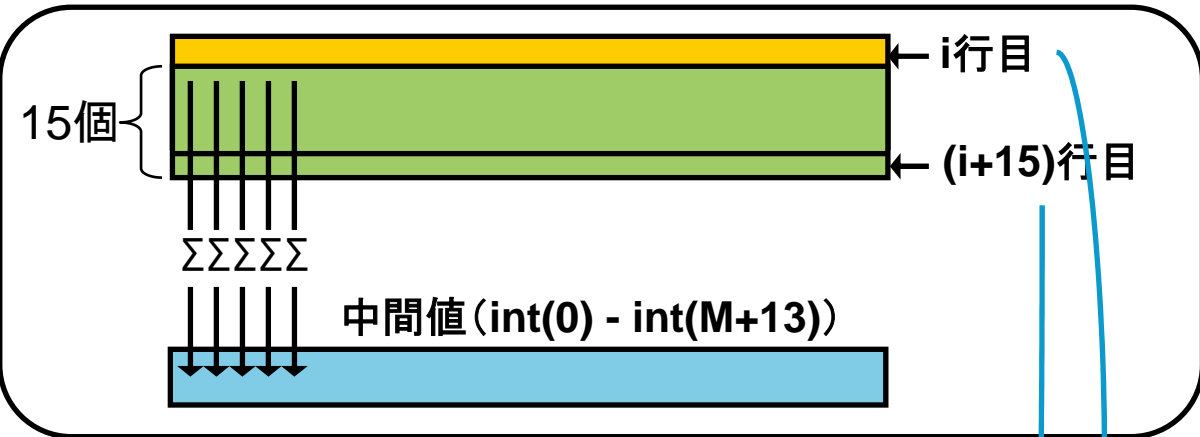 i行目
15個
(i+15)行目
ΣΣΣΣΣ
中間値（int(0) - int(M+13)）